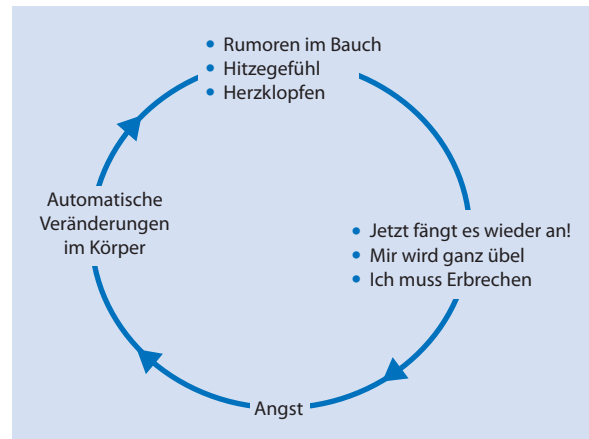 • Rumoren im Bauch
• Hitzegefühl
• Herzklopfen
• Jetzt fängt es wieder an!
• Mir wird ganz übel
• Ich muss Erbrechen
Angst
Automatische
Veränderungen
im Körper